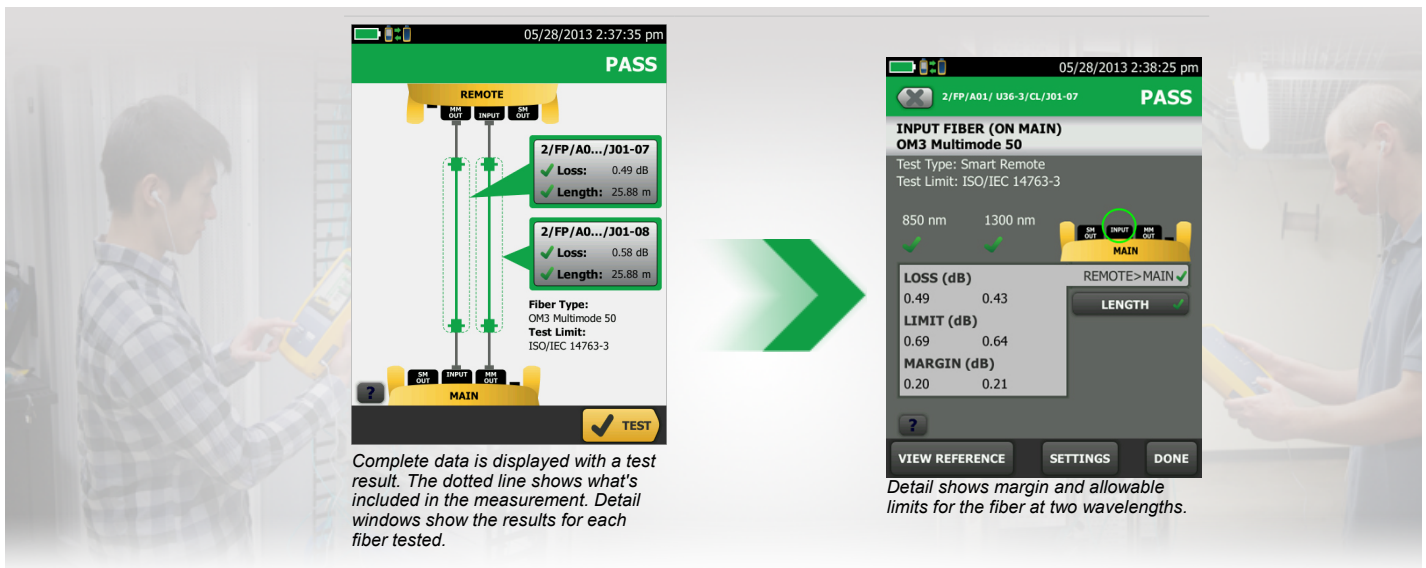 05/28/2013 2:37:35 pm
PASS
REMOTE
MM OUT INPUT SM OUT
2/FP/A0.../J01-07
Loss: 0.49 dB
Length: 25.88 m
2/FP/A0.../J01-08
Loss: 0.58 dB
Length: 25.88 m
Fiber Type:
OM3 Multimode 50
Test Limit:
ISO/IEC 14763-3
SM OUT INPUT MM OUT
?
MAIN
TEST
Complete data is displayed with a test
result. The dotted line shows what's
included in the measurement. Detail
windows show the results for each
fiber tested.
05/28/2013 2:38:25 pm
2/FP/A01/ U36-3/CL/J01-07 PASS
INPUT FIBER (ON MAIN)
OM3 Multimode 50
Test Type: Smart Remote
Test Limit: ISO/IEC 14763-3
850 nm 1300 nm
SM OUT INPUT MM OUT
MAIN
LOSS (dB) REMOTE>MAIN
0.49 0.43 LENGTH
LIMIT (dB)
0.69 0.64
MARGIN (dB)
0.20 0.21
?
VIEW REFERENCE SETTINGS DONE
Detail shows margin and allowable
limits for the fiber at two wavelengths.